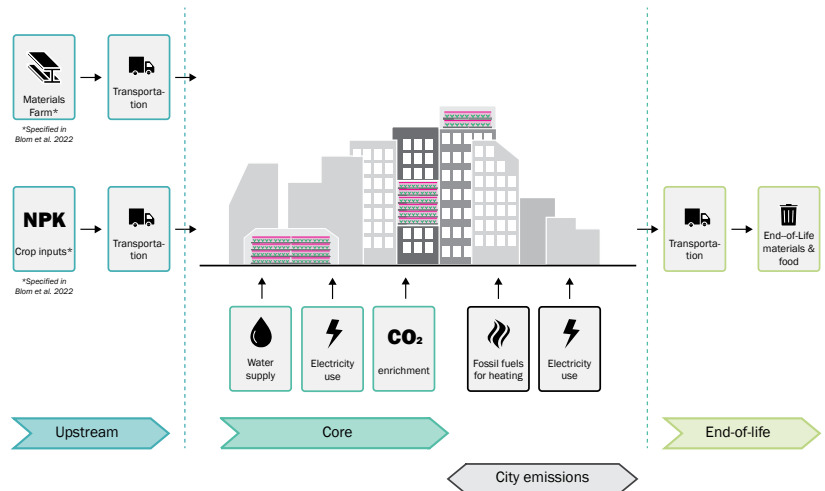 Materials
Farm*
*Specified in
Blom et al. 2022
Transporta-
tion
NPK
Crop inputs*
*Specified in
Blom et al. 2022
Transporta-
tion
Water
supply
Electricity
use
CO₂
enrichment
Fossil fuels
for heating
Electricity
use
Transporta-
tion
End-of-Life
materials &
food
Upstream
Core
End-of-life
City emissions